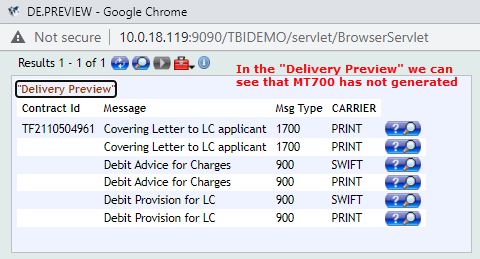 DE.PREVIEW - Google Chrome
Not secure 10.0.18.119:9090/TBIDEMO/servlet/BrowserServlet
Results 1 - 1 of 1
In the "Delivery Preview" we can
see that MT700 has not generated
"Delivery Preview"
Contract Id Message Msg Type CARRIER
TF2110504961 Covering Letter to LC applicant 1700 PRINT
Covering Letter to LC applicant 1700 PRINT
Debit Advice for Charges 900 SWIFT
Debit Advice for Charges 900 PRINT
Debit Provision for LC 900 SWIFT
Debit Provision for LC 900 PRINT